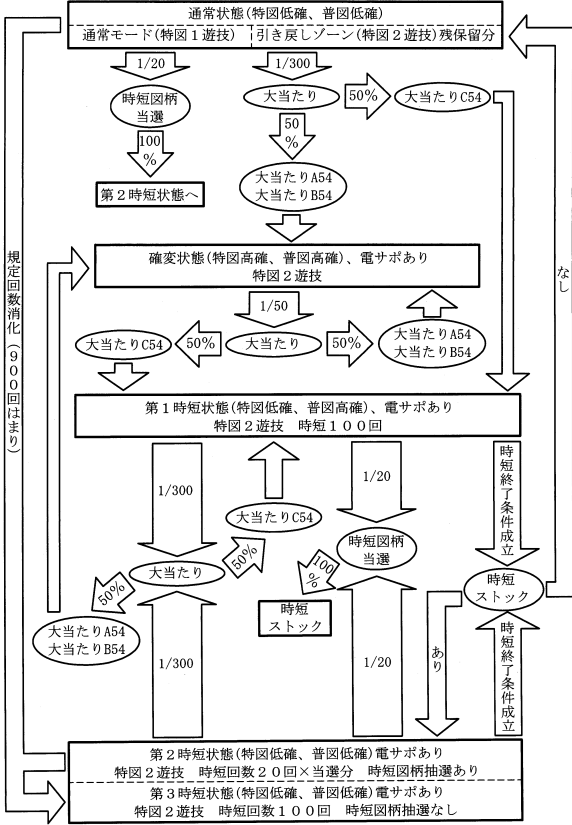 通常状態(特図低確、普図低確)
通常モード(特図1遊技)
引き戻しゾーン(特図2遊技)残保留分
1/20
1/300
時短図柄
当選
大当たり
50%
大当たりC54
100
%
50
%
第2時短状態へ
大当たりA54
大当たりB54
確変状態(特図高確、普図高確)、電サポあり
特図2遊技
規定回数消化(900回はまり)
なし
1/50
大当たりC54
50%
大当たり
50%
大当たりA54
大当たりB54
第1時短状態(特図低確、普図高確)、電サポあり
特図2遊技 時短100回
1/300
1/20
時短終了条件成立
大当たりC54
時短図柄
当選
大当たり
50%
100
%
50%
時短
ストック
時短
ストック
大当たりA54
大当たりB54
1/300
1/20
あり
時短終了条件成立
第2時短状態(特図低確、普図低確)電サポあり
特図2遊技 時短回数20回×当選分 時短図柄抽選あり
第3時短状態(特図低確、普図低確)電サポあり
特図2遊技 時短回数100回 時短図柄抽選なし